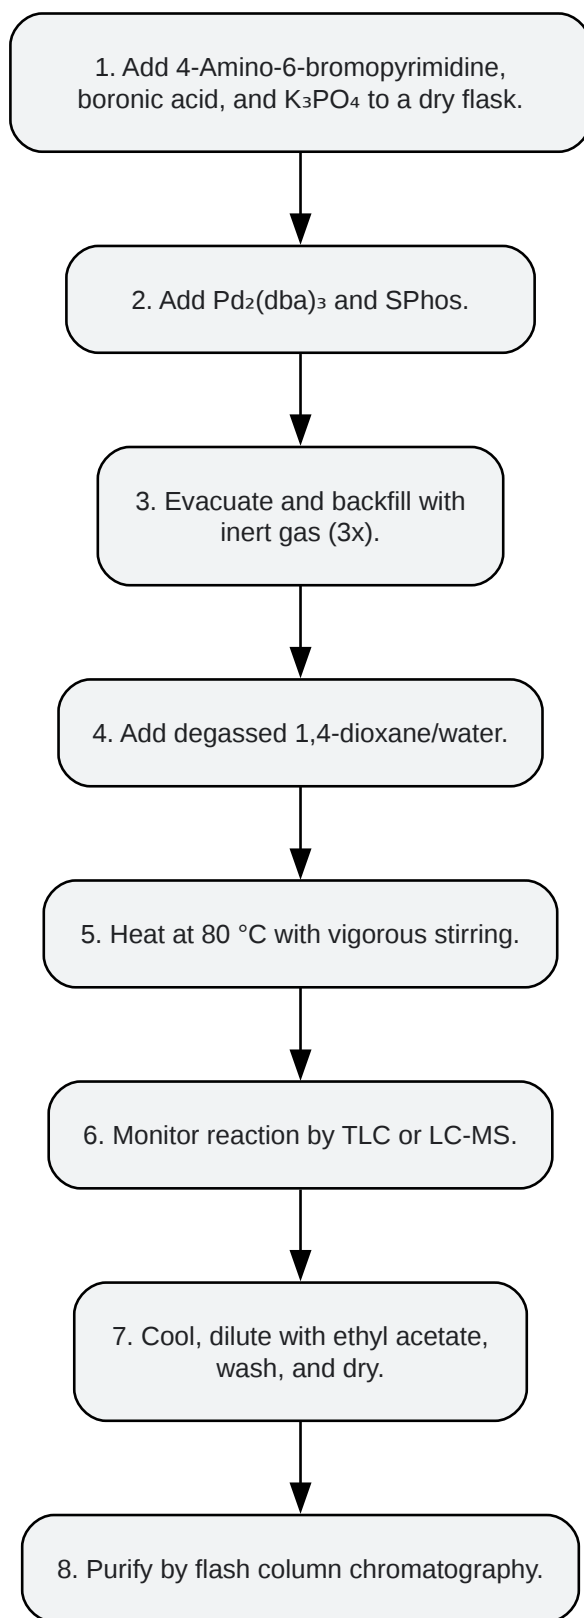 1. Add 4-Amino-6-bromopyrimidine,
boronic acid, and K₃PO₄ to a dry flask.
2. Add Pd₂(dba)₃ and SPhos.
3. Evacuate and backfill with
inert gas (3x).
4. Add degassed 1,4-dioxane/water.
5. Heat at 80 °C with vigorous stirring.
6. Monitor reaction by TLC or LC-MS.
7. Cool, dilute with ethyl acetate,
wash, and dry.
8. Purify by flash column chromatography.